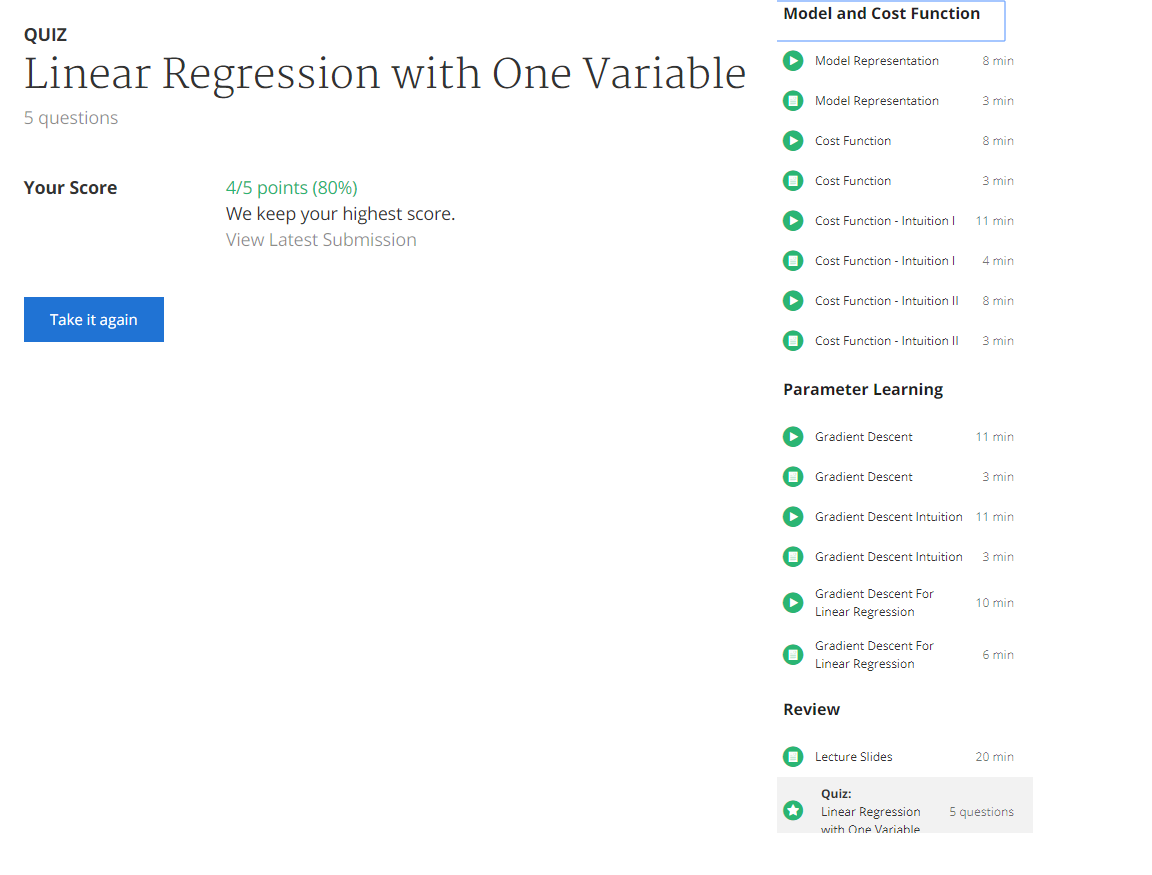 QUIZ
Linear Regression with One Variable
5 questions
Your Score
4/5 points (80%)
We keep your highest score.
View Latest Submission
Take it again
Model and Cost Function
Model Representation 8 min
Model Representation 3 min
Cost Function 8 min
Cost Function 3 min
Cost Function - Intuition I 11 min
Cost Function - Intuition I 4 min
Cost Function - Intuition II 8 min
Cost Function - Intuition II 3 min
Parameter Learning
Gradient Descent 11 min
Gradient Descent 3 min
Gradient Descent Intuition 11 min
Gradient Descent Intuition 3 min
Gradient Descent For
Linear Regression 10 min
Gradient Descent For
Linear Regression 6 min
Review
Lecture Slides 20 min
Quiz:
Linear Regression 5 questions
with One Variable